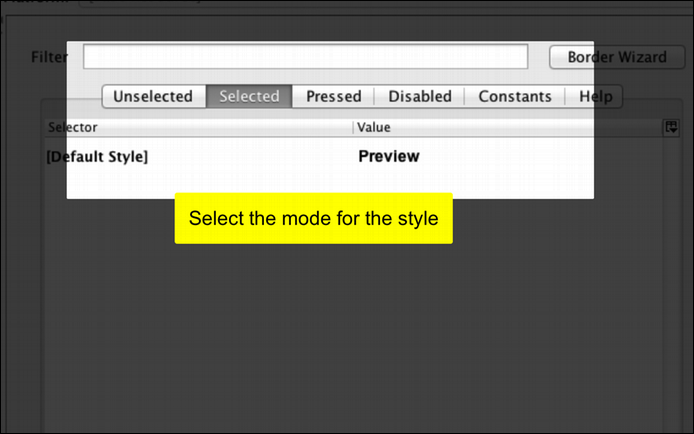 Filter Border Wizard
Unselected Selected Pressed Disabled Constants Help
Selector Value
[Default Style] Preview
Select the mode for the style